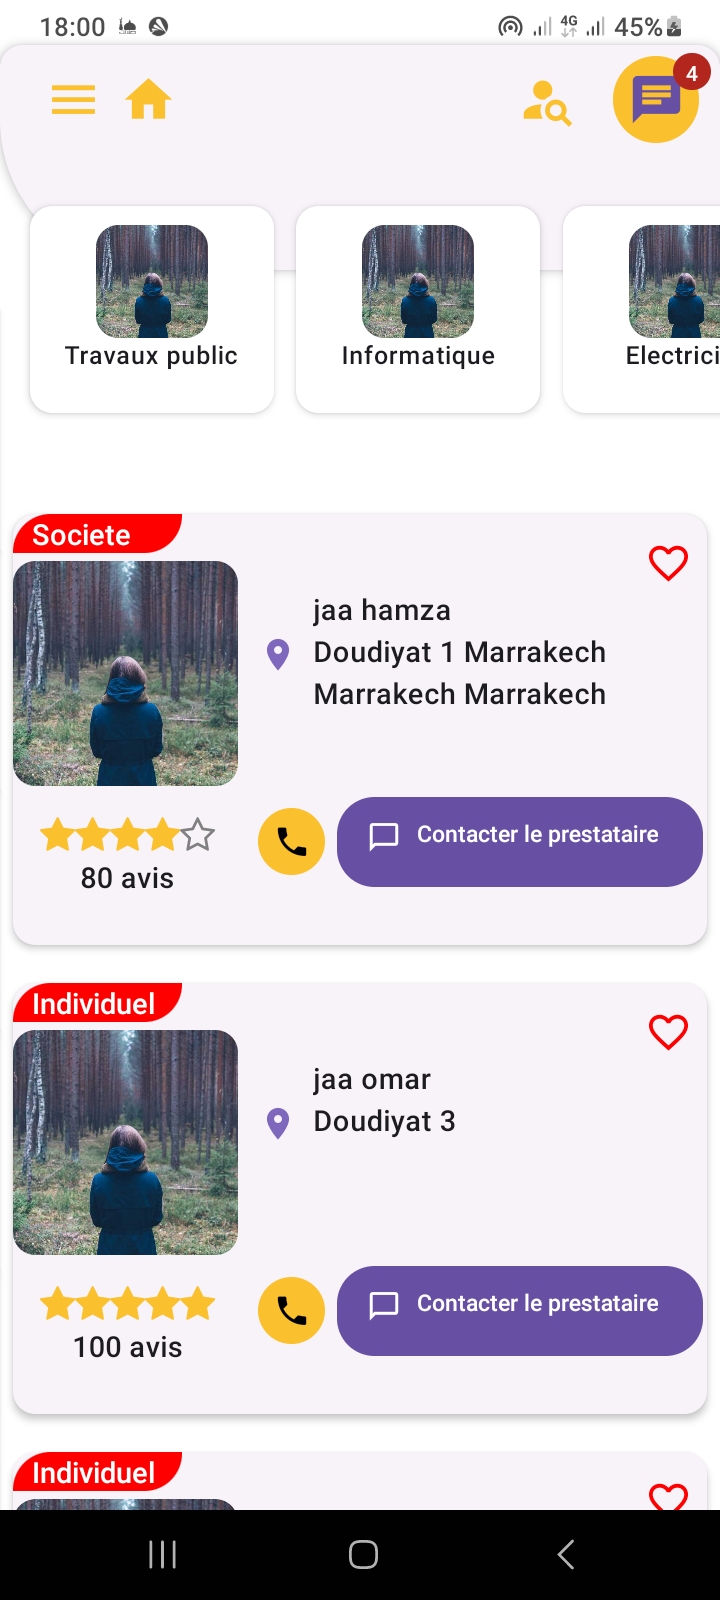 18:00
4G
45%
4
Travaux public
Informatique
Electrici
Societe
jaa hamza
Doudiyat 1 Marrakech
Marrakech Marrakech
80 avis
Contacter le prestataire
Individuel
jaa omar
Doudiyat 3
100 avis
Contacter le prestataire
Individuel